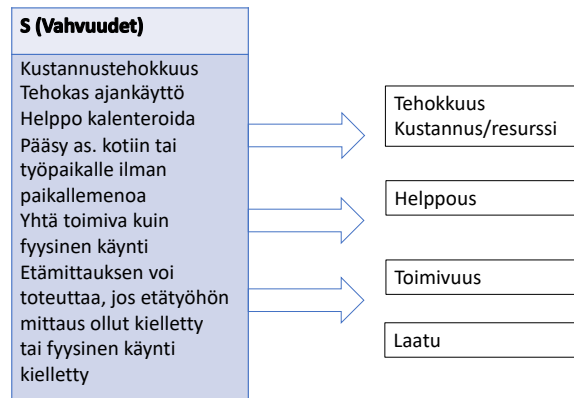 S (Vahvuudet)
Kustannustehokkuus
Tehokas ajankäyttö
Helppo kalenteroida
Pääsy as. kotiin tai
työpaikalle ilman
paikallemenoa
Yhtä toimiva kuin
fyysinen käynti
Etämittauksen voi
toteuttaa, jos etätyöhön
mittaus ollut kielletty
tai fyysinen käynti
kielletty
Tehokkuus
Kustannus/resurssi
Helppous
Toimivuus
Laatu